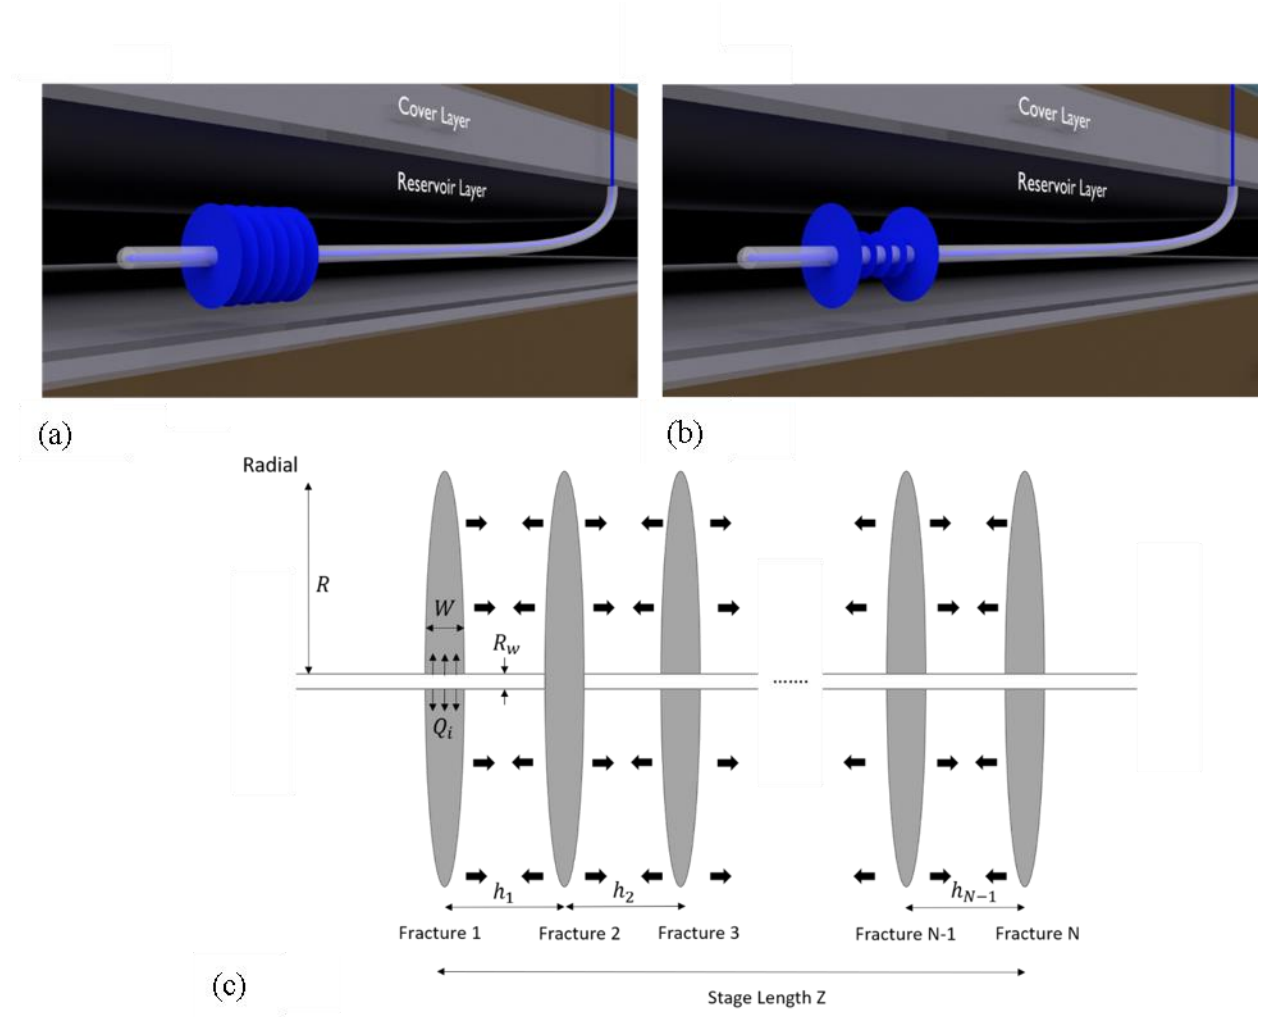 Cover Layer
Cover Layer
Reservoir Layer
Reservoir Layer
(a)
(b)
Radial
R
W
R_w
.......
Q_i
h_1
h_2
h_{N-1}
Fracture 1
Fracture 2
Fracture 3
Fracture N-1
Fracture N
(c)
Stage Length Z